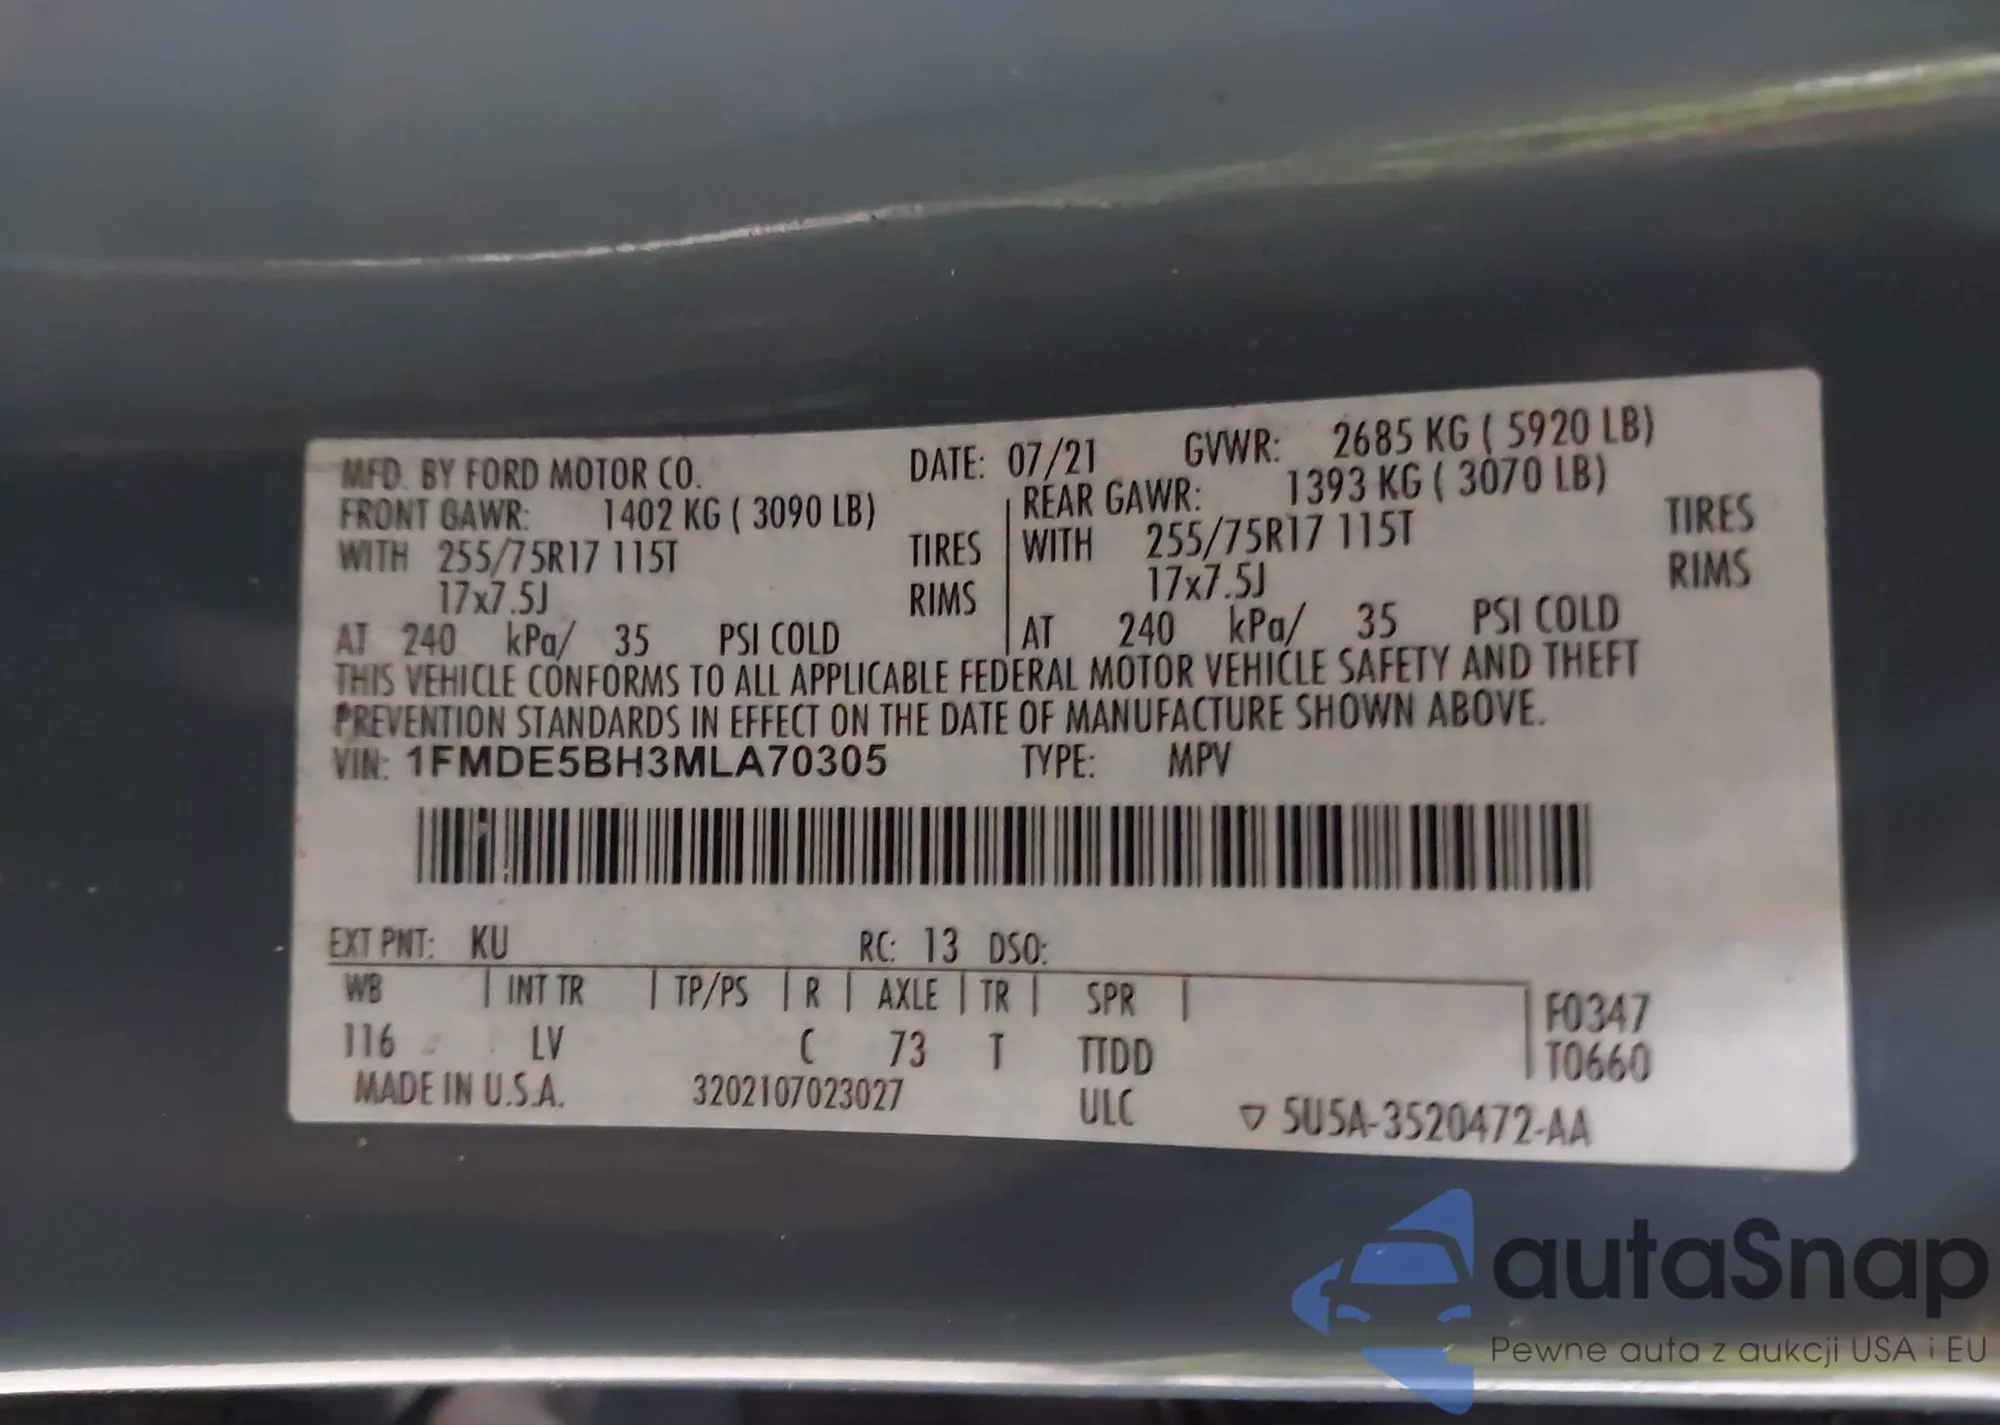 MFD. BY FORD MOTOR CO. DATE: 07/21 GVWR: 2685 KG ( 5920 LB)
FRONT GAWR: 1402 KG ( 3090 LB) REAR GAWR: 1393 KG ( 3070 LB)
WITH 255/75R17 115T TIRES WITH 255/75R17 115T TIRES
17x7.5J RIMS 17x7.5J RIMS
AT 240 kPa/ 35 PSI COLD AT 240 kPa/ 35 PSI COLD
THIS VEHICLE CONFORMS TO ALL APPLICABLE FEDERAL MOTOR VEHICLE SAFETY AND THEFT
PREVENTION STANDARDS IN EFFECT ON THE DATE OF MANUFACTURE SHOWN ABOVE.
VIN: 1FMDE5BH3MLA70305 TYPE: MPV
EXT PNT: KU RC: 13 DSO:
WB INT TR TP/PS R AXLE TR SPR F0347
116 LV C 73 T TTDD T0660
MADE IN U.S.A. 3202107023027 ULC ▽ 5U5A-3520472-AA
autaSnap
Pewne auta z aukcji USA i EU